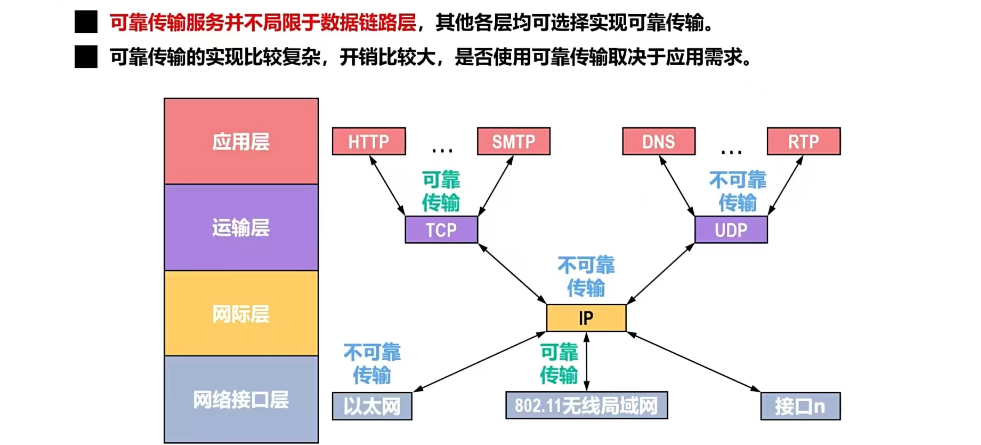 可靠传输服务并不局限于数据链路层，其他各层均可选择实现可靠传输。
可靠传输的实现比较复杂，开销比较大，是否使用可靠传输取决于应用需求。
应用层
HTTP
...
SMTP
DNS
...
RTP
可靠
传输
不可靠
传输
运输层
TCP
UDP
不可靠
传输
网际层
IP
不可靠
传输
可靠
传输
网络接口层
以太网
802.11无线局域网
接口n